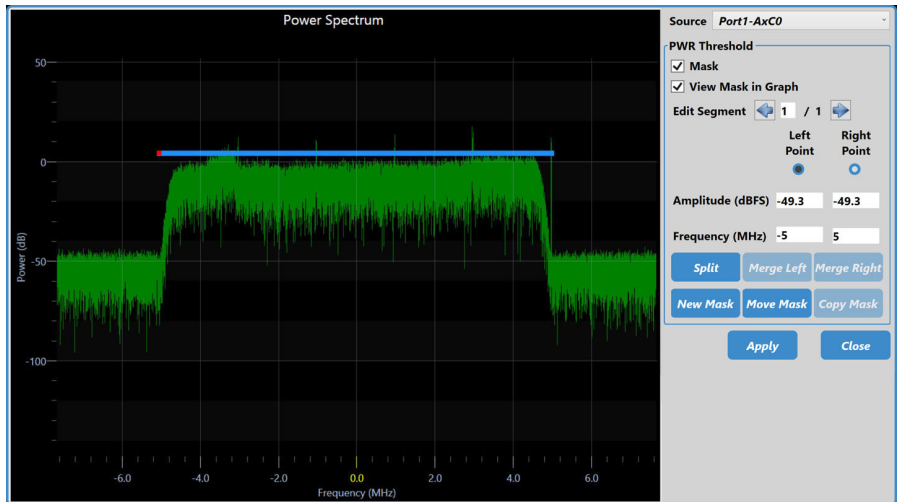 Power Spectrum
50
0
-50
-100
Power (dB)
-6.0 -4.0 -2.0 0.0 2.0 4.0 6.0
Frequency (MHz)
Source Port1-AxC0
PWR Threshold
Mask
View Mask in Graph
Edit Segment 1 / 1
Left Point Right Point
Amplitude (dBFS) -49.3 -49.3
Frequency (MHz) -5 5
Split Merge Left Merge Right
New Mask Move Mask Copy Mask
Apply Close